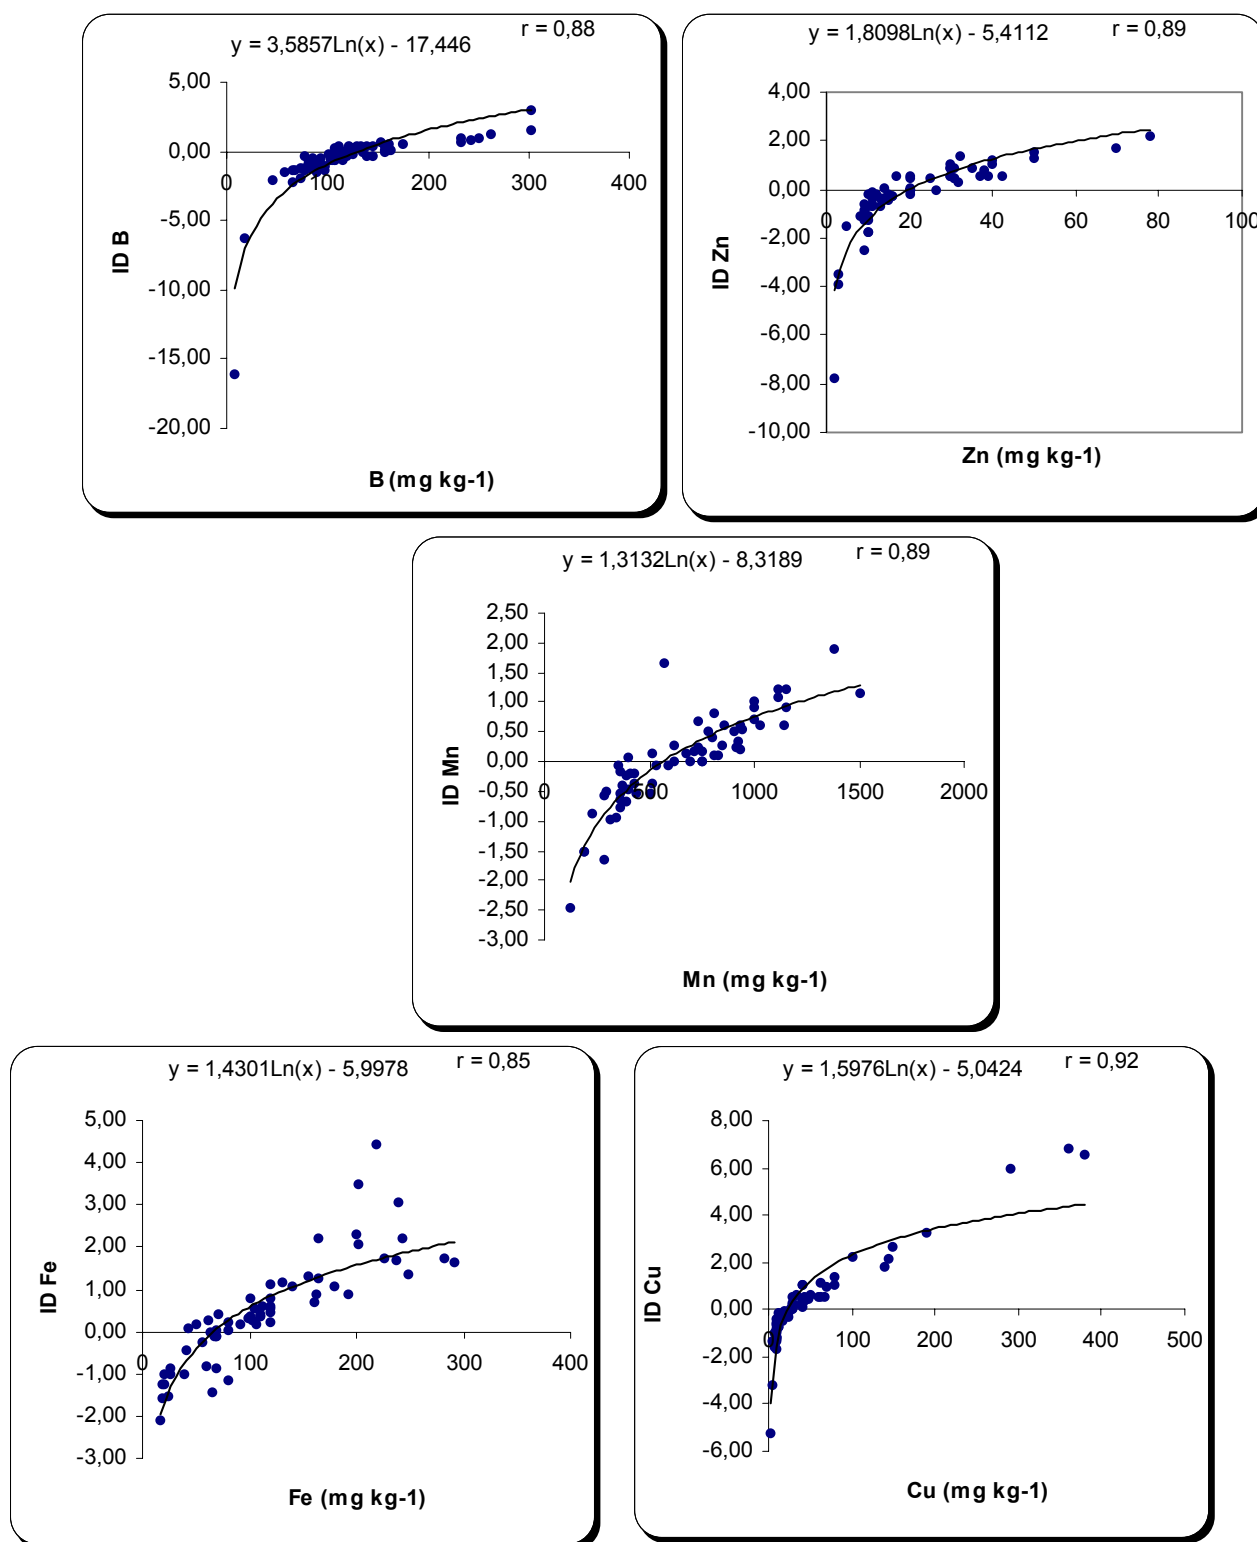 y = 3,5857Ln(x) - 17,446 r = 0,88
5,00
0,00
-5,00
-10,00
-15,00
-20,00
0 100 200 300 400
ID B
B (mg kg-1)
y = 1,8098Ln(x) - 5,4112 r = 0,89
4,00
2,00
0,00
-2,00
-4,00
-6,00
-8,00
-10,00
0 20 40 60 80 100
ID Zn
Zn (mg kg-1)
y = 1,3132Ln(x) - 8,3189 r = 0,89
2,50
2,00
1,50
1,00
0,50
0,00
-0,50
-1,00
-1,50
-2,00
-2,50
-3,00
0 500 1000 1500 2000
ID Mn
Mn (mg kg-1)
y = 1,4301Ln(x) - 5,9978 r = 0,85
5,00
4,00
3,00
2,00
1,00
0,00
-1,00
-2,00
-3,00
0 100 200 300 400
ID Fe
Fe (mg kg-1)
y = 1,5976Ln(x) - 5,0424 r = 0,92
8,00
6,00
4,00
2,00
0,00
-2,00
-4,00
-6,00
0 100 200 300 400 500
ID Cu
Cu (mg kg-1)